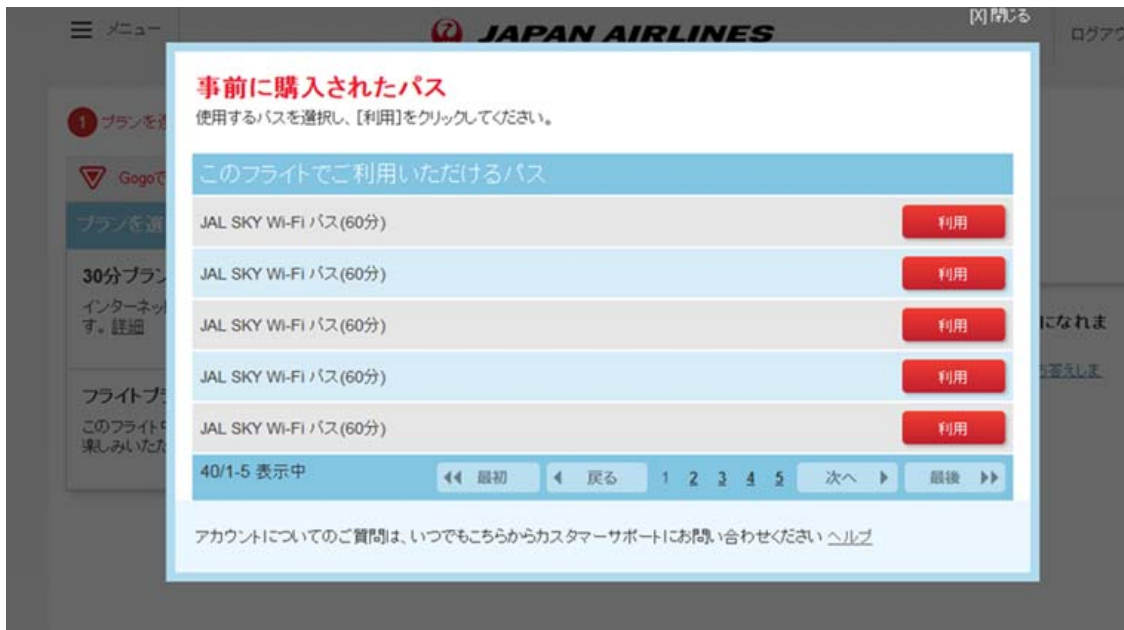 メニュー
JAPAN AIRLINES
[X] 閉じる
ログアウ
事前に購入されたパス
使用するパスを選択し、[利用]をクリックしてください。
1 プランを選
Gogoで
このフライトでご利用いただけるパス
プランを選
JAL SKY Wi-Fi パス(60分) 利用
JAL SKY Wi-Fi パス(60分) 利用
30分プラン
インターネッ
す。詳細
JAL SKY Wi-Fi パス(60分) 利用
になれま
JAL SKY Wi-Fi パス(60分) 利用
お答えしま
フライトプ
このフライト中
楽しみいただ
JAL SKY Wi-Fi パス(60分) 利用
40/1-5 表示中 最初 戻る 1 2 3 4 5 次へ 最後
アカウントについてのご質問は、いつでもこちらからカスタマーサポートにお問い合わせください ヘルプ